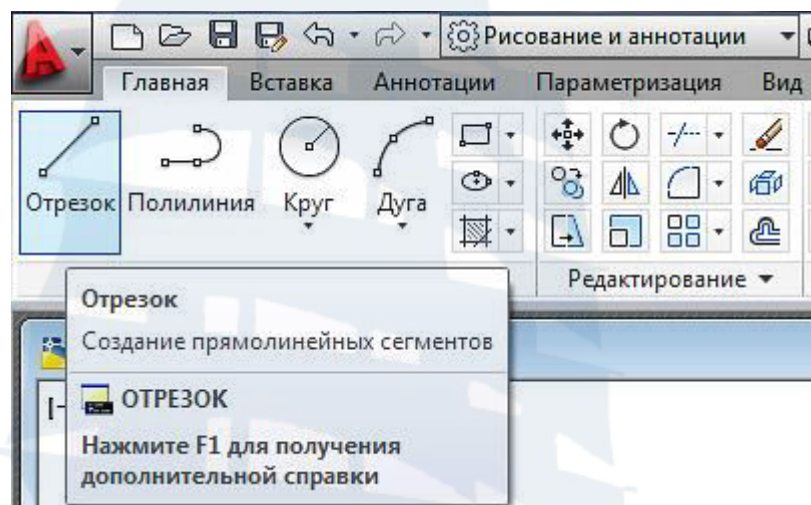 Рисование и аннотации
Главная Вставка Аннотации Параметризация Вид
Отрезок Полилиния Круг Дуга
Редактирование
Отрезок
Создание прямолинейных сегментов
[-
ОТРЕЗОК
Нажмите F1 для получения
дополнительной справки